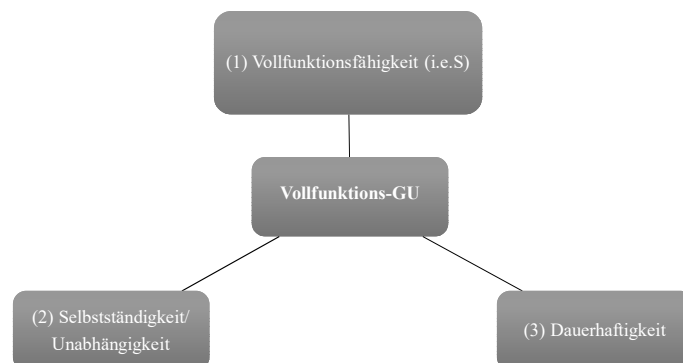 (1) Vollfunktionsfähigkeit (i.e.S)
Vollfunktions-GU
(2) Selbstständigkeit/
Unabhängigkeit
(3) Dauerhaftigkeit